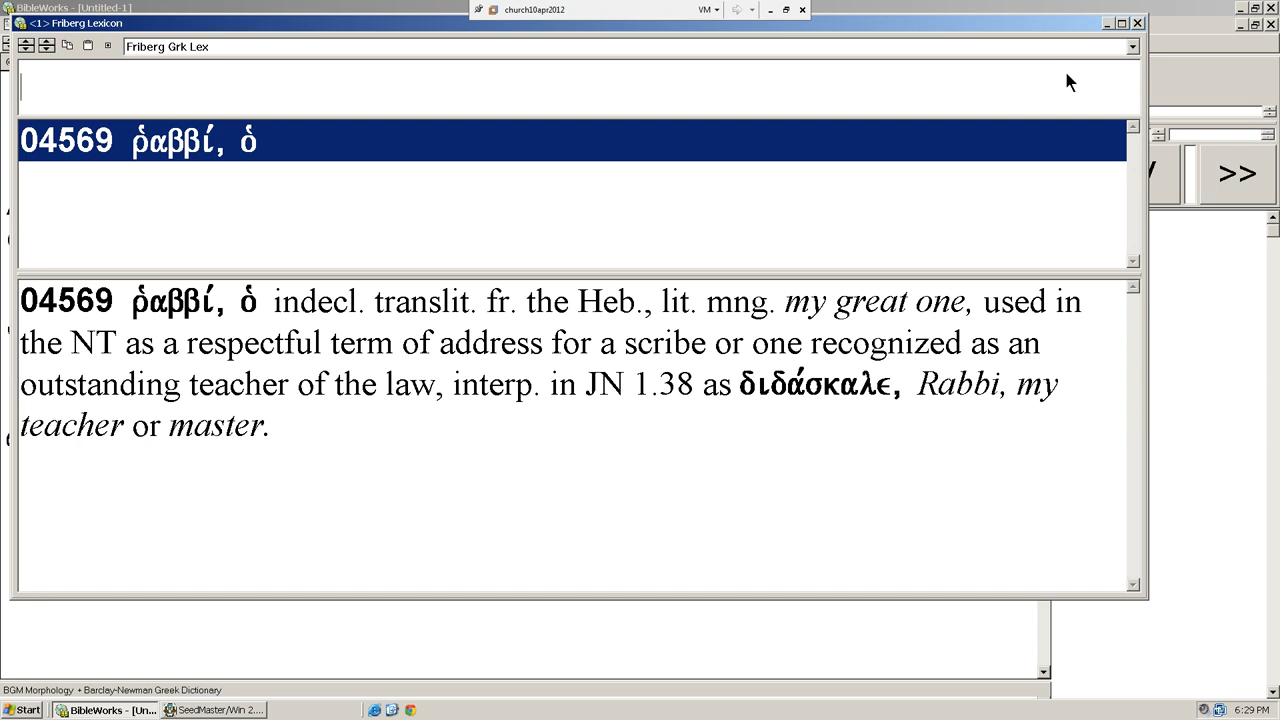 BibleWorks - [Untitled-1]
church10apr2012
VM
<1> Friberg Lexicon
Friberg Grk Lex
04569 ῥαββί, ὁ
>>
04569 ῥαββί, ὁ indecl. translit. fr. the Heb., lit. mng. my great one, used in
the NT as a respectful term of address for a scribe or one recognized as an
outstanding teacher of the law, interp. in JN 1.38 as διδάσκαλε, Rabbi, my
teacher or master.
BGM Morphology + Barclay-Newman Greek Dictionary
Start
BibleWorks - [Un...
SeedMaster/Win 2....
6:29 PM